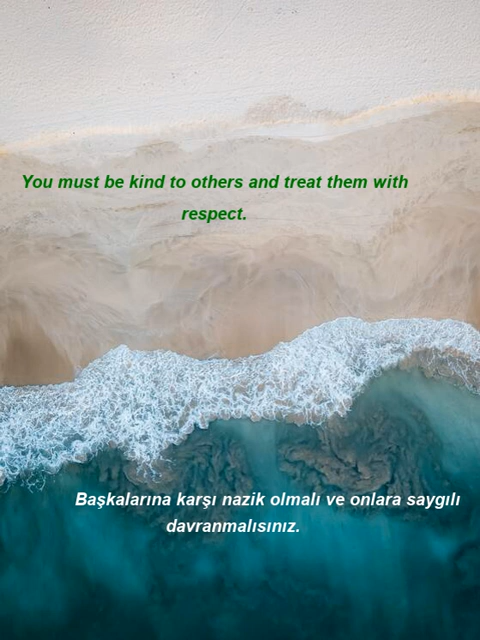 You must be kind to others and treat them with
respect.
Başkalarına karşı nazik olmalı ve onlara saygılı
davranmalısınız.